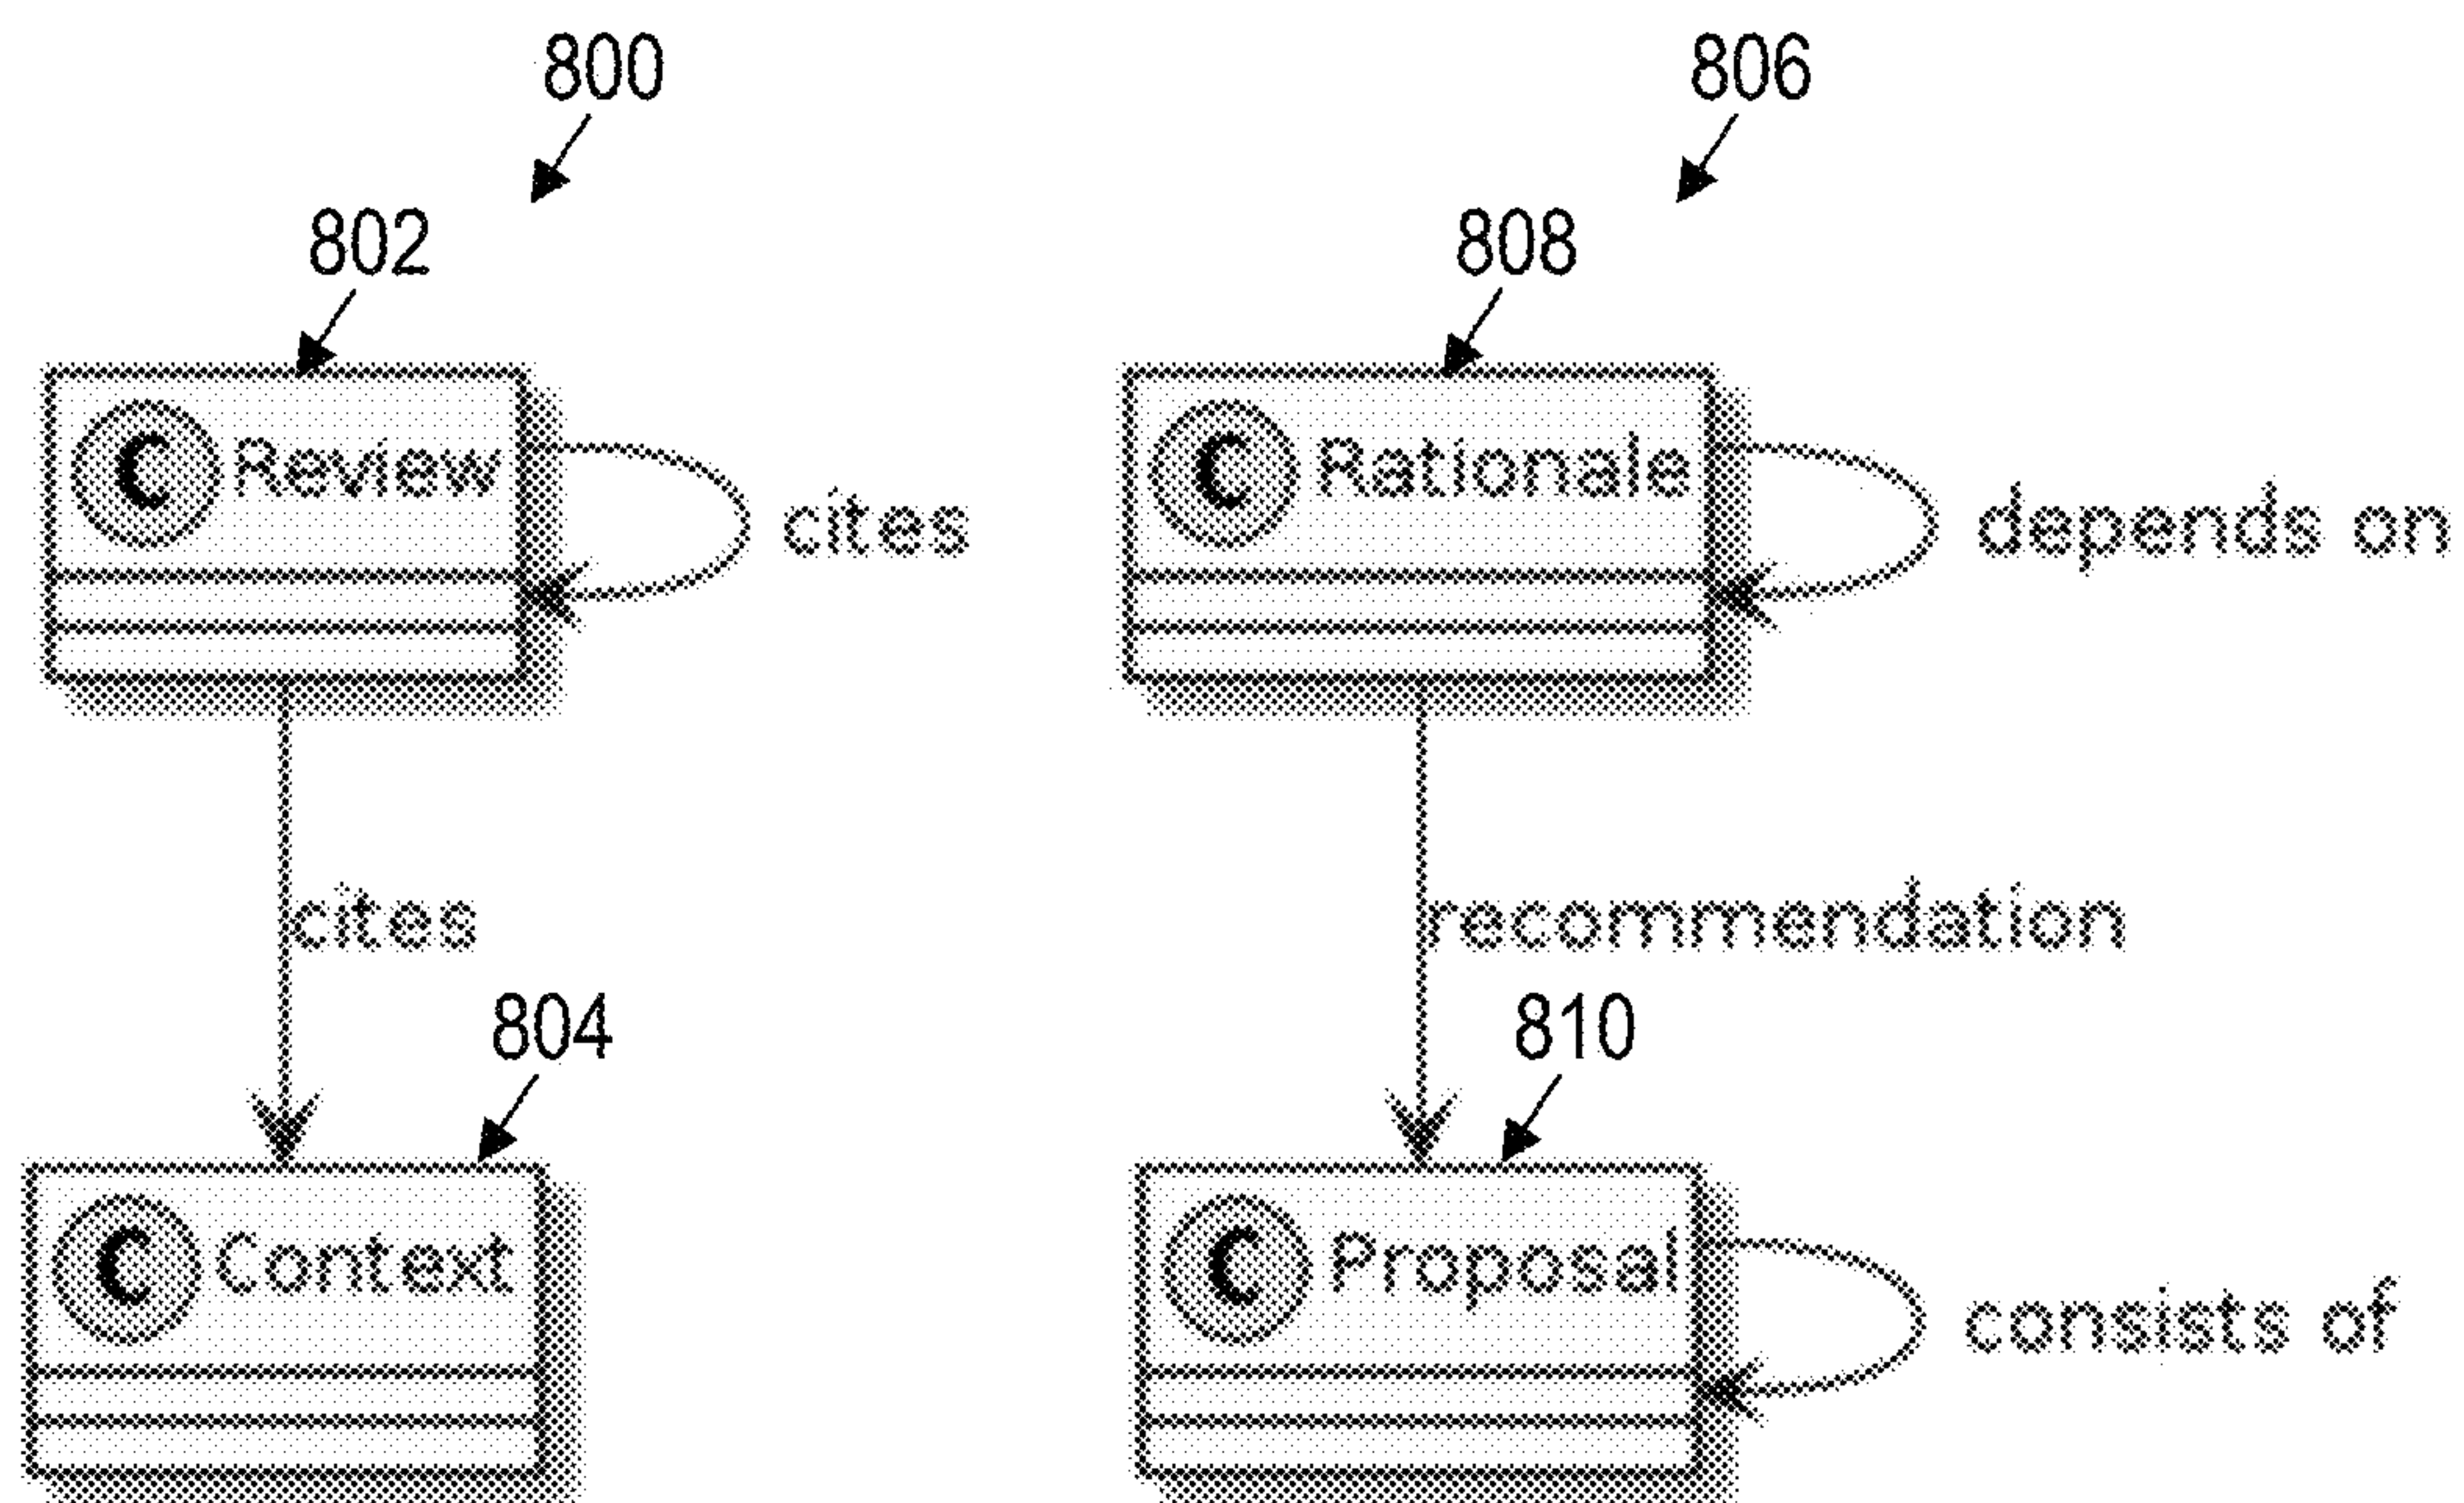 800
806
802
808
C Review
cites
C Rationale
depends on
cites
recommendation
804
810
C Context
C Proposal
consists of